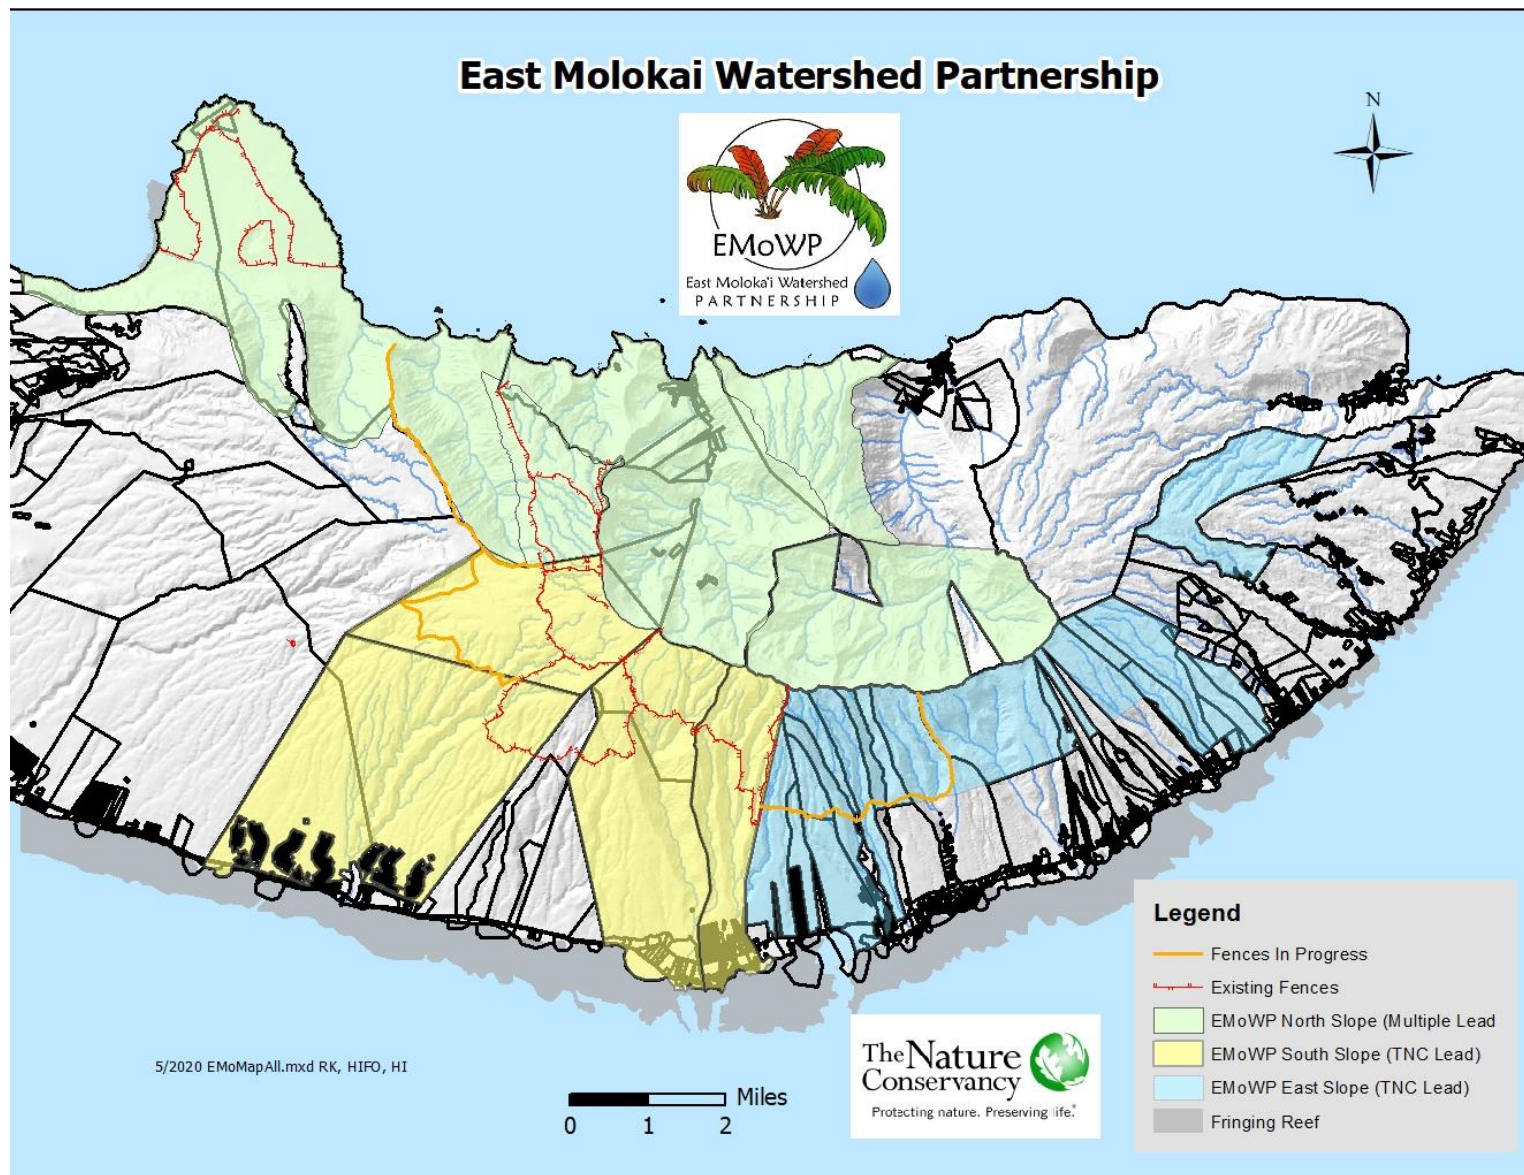 East Molokai Watershed Partnership
N
EMoWP
East Moloka'i Watershed
PARTNERSHIP
Legend
Fences In Progress
Existing Fences
EMoWP North Slope (Multiple Lead
EMoWP South Slope (TNC Lead)
EMoWP East Slope (TNC Lead)
Fringing Reef
The Nature
Conservancy
Protecting nature. Preserving life.®
5/2020 EMoMapAll.mxd RK, HIFO, HI
Miles
0 1 2